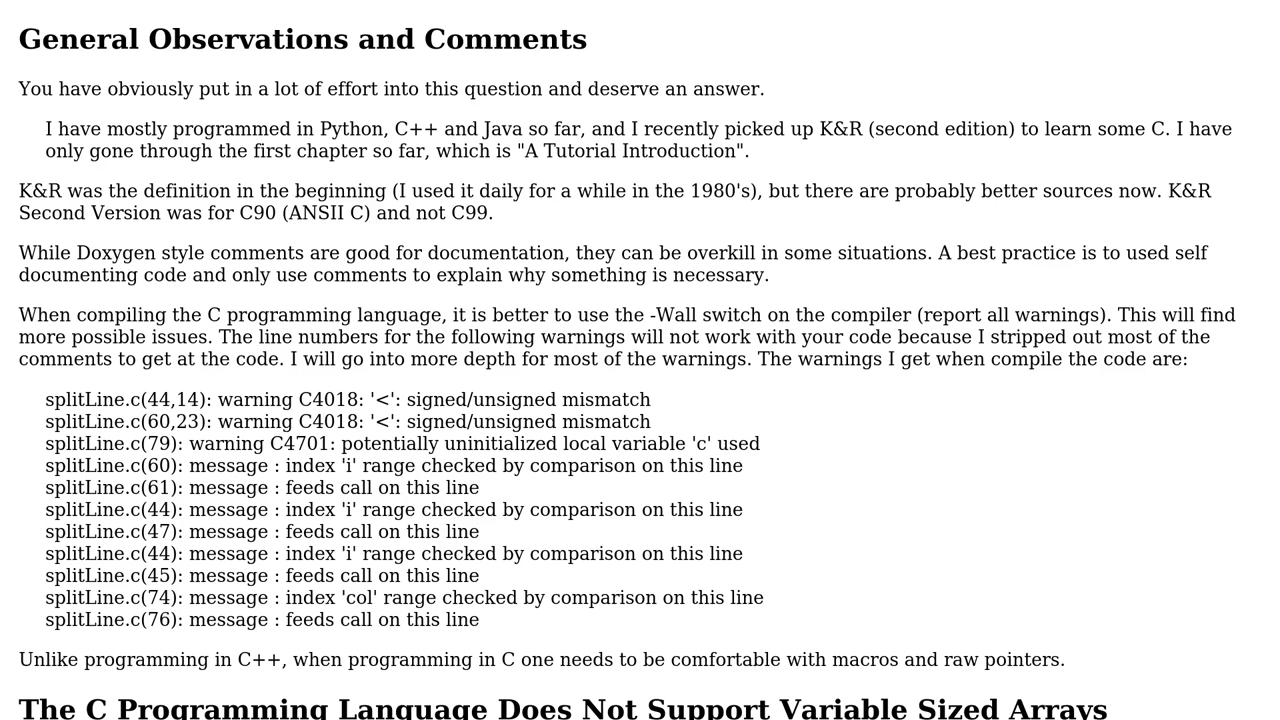 General Observations and Comments
You have obviously put in a lot of effort into this question and deserve an answer.
I have mostly programmed in Python, C++ and Java so far, and I recently picked up K&R (second edition) to learn some C. I have
only gone through the first chapter so far, which is "A Tutorial Introduction".
K&R was the definition in the beginning (I used it daily for a while in the 1980's), but there are probably better sources now. K&R
Second Version was for C90 (ANSII C) and not C99.
While Doxygen style comments are good for documentation, they can be overkill in some situations. A best practice is to used self
documenting code and only use comments to explain why something is necessary.
When compiling the C programming language, it is better to use the -Wall switch on the compiler (report all warnings). This will find
more possible issues. The line numbers for the following warnings will not work with your code because I stripped out most of the
comments to get at the code. I will go into more depth for most of the warnings. The warnings I get when compile the code are:
splitLine.c(44,14): warning C4018: '<': signed/unsigned mismatch
splitLine.c(60,23): warning C4018: '<': signed/unsigned mismatch
splitLine.c(79): warning C4701: potentially uninitialized local variable 'c' used
splitLine.c(60): message : index 'i' range checked by comparison on this line
splitLine.c(61): message : feeds call on this line
splitLine.c(44): message : index 'i' range checked by comparison on this line
splitLine.c(47): message : feeds call on this line
splitLine.c(44): message : index 'i' range checked by comparison on this line
splitLine.c(45): message : feeds call on this line
splitLine.c(74): message : index 'col' range checked by comparison on this line
splitLine.c(76): message : feeds call on this line
Unlike programming in C++, when programming in C one needs to be comfortable with macros and raw pointers.
The C Programming Language Does Not Support Variable Sized Arrays